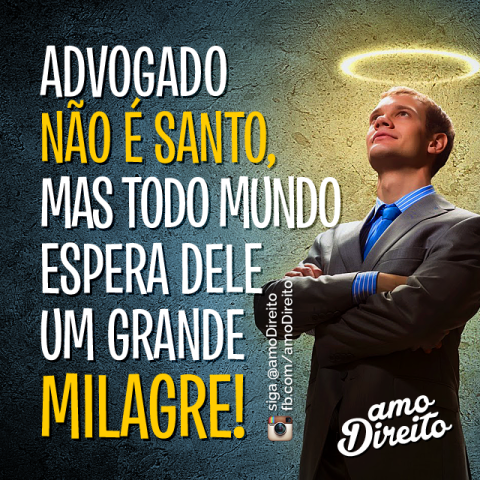 ADVOGADO
NÃO É SANTO,
MAS TODO MUNDO
ESPERA DELE
UM GRANDE
MILAGRE!
siga @amoDireito
fb.com/amoDireito
amo
Direito